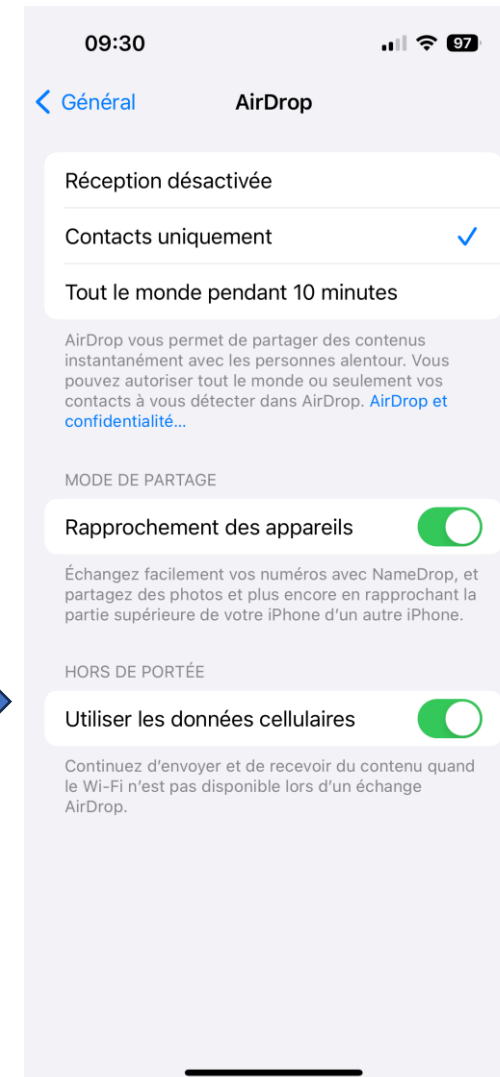 09:30
97
Général
AirDrop
Réception désactivée
Contacts uniquement
Tout le monde pendant 10 minutes
AirDrop vous permet de partager des contenus
instantanément avec les personnes alentour. Vous
pouvez autoriser tout le monde ou seulement vos
contacts à vous détecter dans AirDrop. AirDrop et
confidentialité...
MODE DE PARTAGE
Rapprochement des appareils
Échangez facilement vos numéros avec NameDrop, et
partagez des photos et plus encore en rapprochant la
partie supérieure de votre iPhone d'un autre iPhone.
HORS DE PORTÉE
Utiliser les données cellulaires
Continuez d'envoyer et de recevoir du contenu quand
le Wi-Fi n'est pas disponible lors d'un échange
AirDrop.